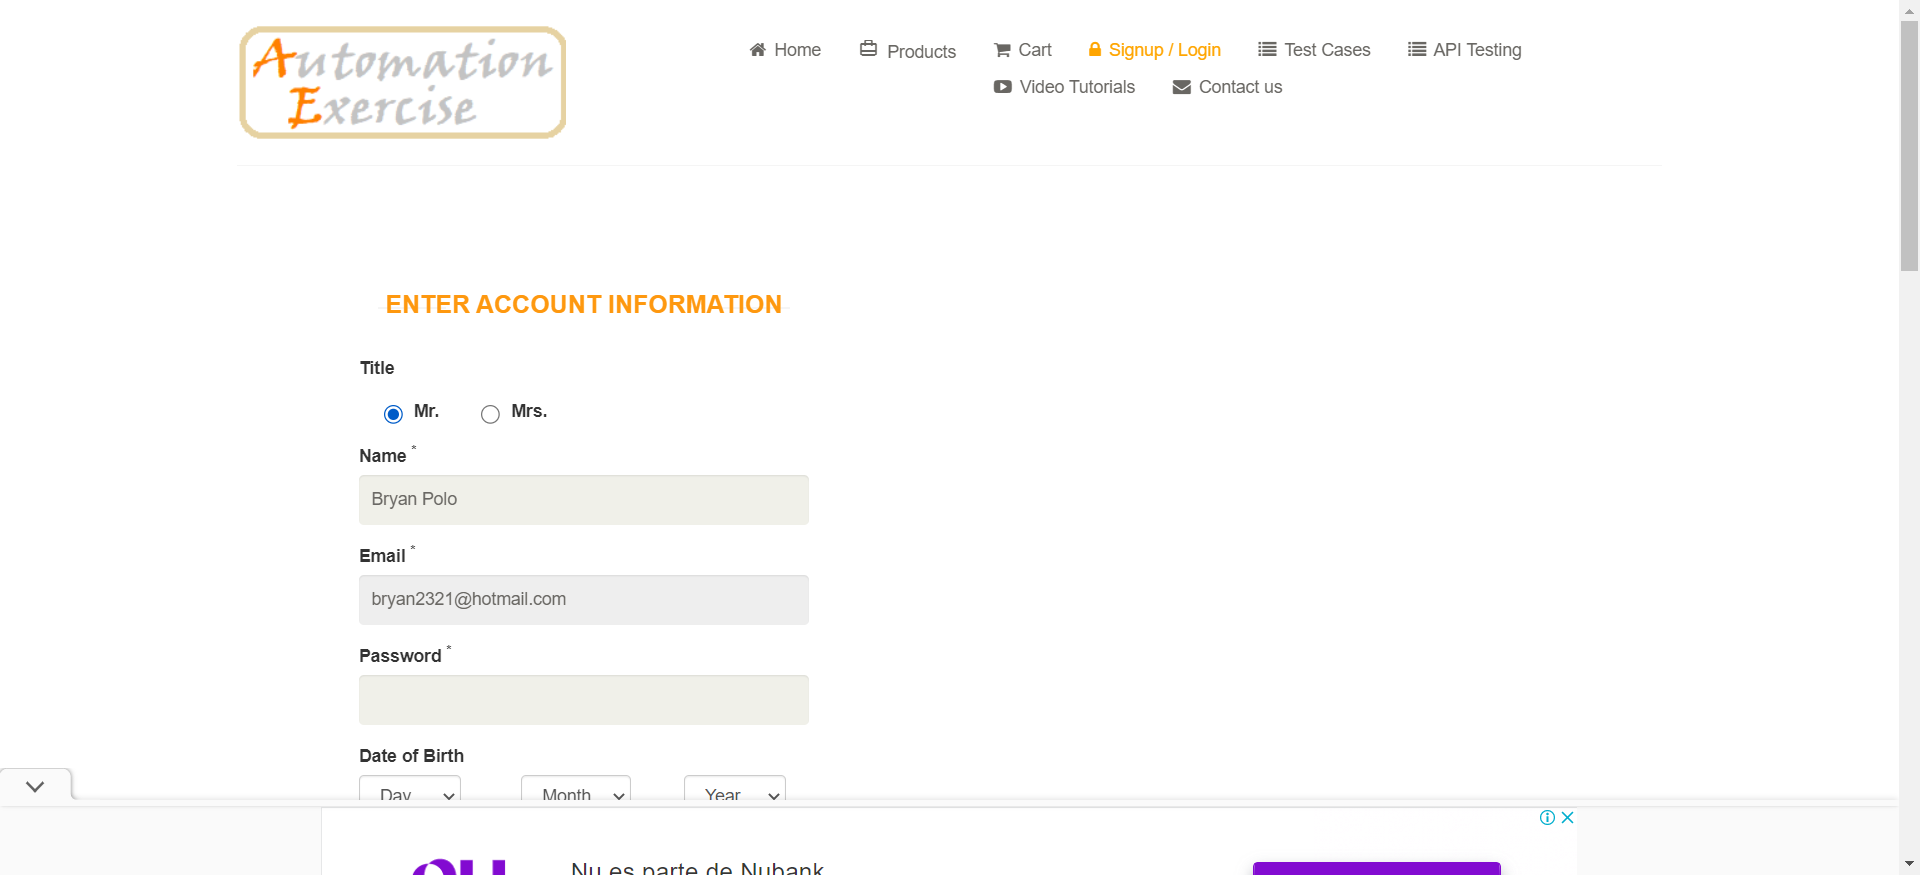 Automation
Exercise
Home
Products
Cart
Signup / Login
Test Cases
API Testing
Video Tutorials
Contact us
ENTER ACCOUNT INFORMATION
Title
Mr.
Mrs.
Name *
Bryan Polo
Email *
bryan2321@hotmail.com
Password *
Date of Birth
Day
Month
Year
Nu es parte de Nubank